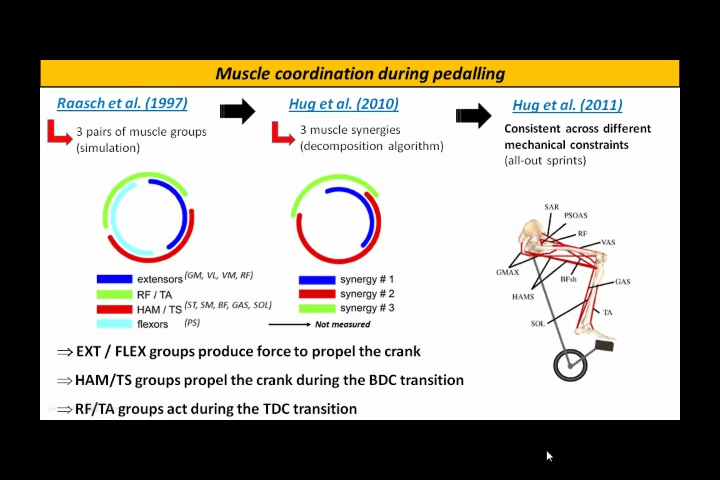 Muscle coordination during pedalling
Raasch et al. (1997)
3 pairs of muscle groups
(simulation)
extensors (GM, VL, VM, RF)
RF / TA
HAM / TS (ST, SM, BF, GAS, SOL)
flexors (PS)
Not measured
Hug et al. (2010)
3 muscle synergies
(decomposition algorithm)
synergy # 1
synergy # 2
synergy # 3
Hug et al. (2011)
Consistent across different
mechanical constraints
(all-out sprints)
SAR
PSOAS
RF
VAS
GMAX
BFsh
GAS
HAMS
TA
SOL
⇒ EXT / FLEX groups produce force to propel the crank
⇒ HAM/TS groups propel the crank during the BDC transition
⇒ RF/TA groups act during the TDC transition